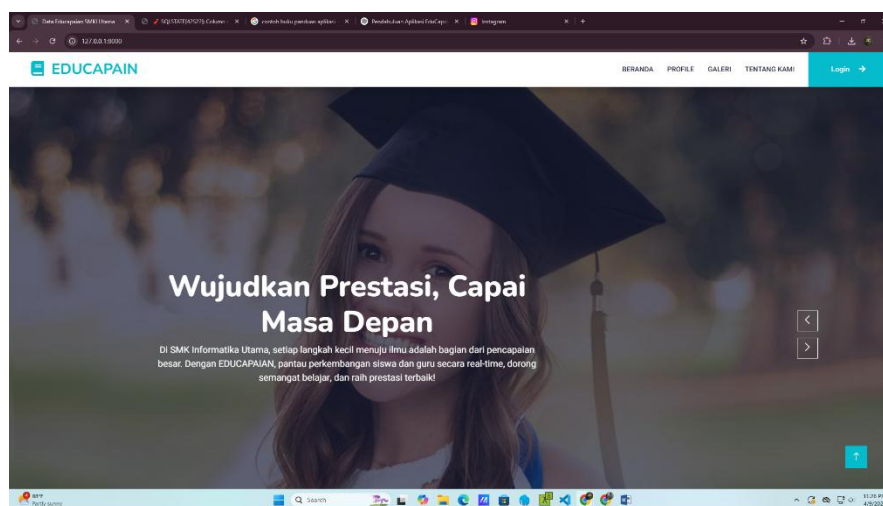 Data Educapaian SMKI Utama
SQLSTATE[42S22]: Column
contoh buku panduan aplikasi
Pendahuluan Aplikasi EduCapai
Instagram
127.0.0.1:8000
EDUCAPAIN
BERANDA PROFILE GALERI TENTANG KAMI Login
Wujudkan Prestasi, Capai
Masa Depan
Di SMK Informatika Utama, setiap langkah kecil menuju ilmu adalah bagian dari pencapaian
besar. Dengan EDUCAPAIAN, pantau perkembangan siswa dan guru secara real-time, dorong
semangat belajar, dan raih prestasi terbaik!
Partly sunny
Search